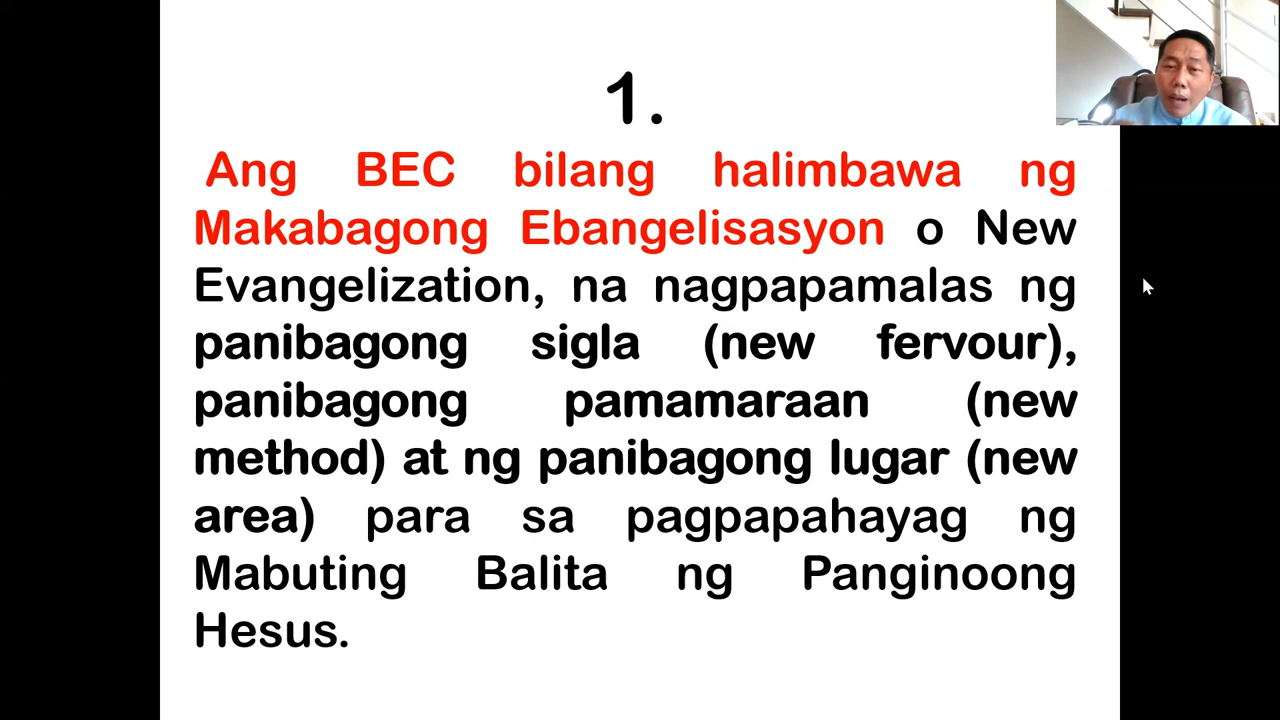 1.
Ang BEC bilang halimbawa ng
Makabagong Ebangelisasyon o New
Evangelization, na nagpapamalas ng
panibagong sigla (new fervour),
panibagong pamamaraan (new
method) at ng panibagong lugar (new
area) para sa pagpapahayag ng
Mabuting Balita ng Panginoong
Hesus.